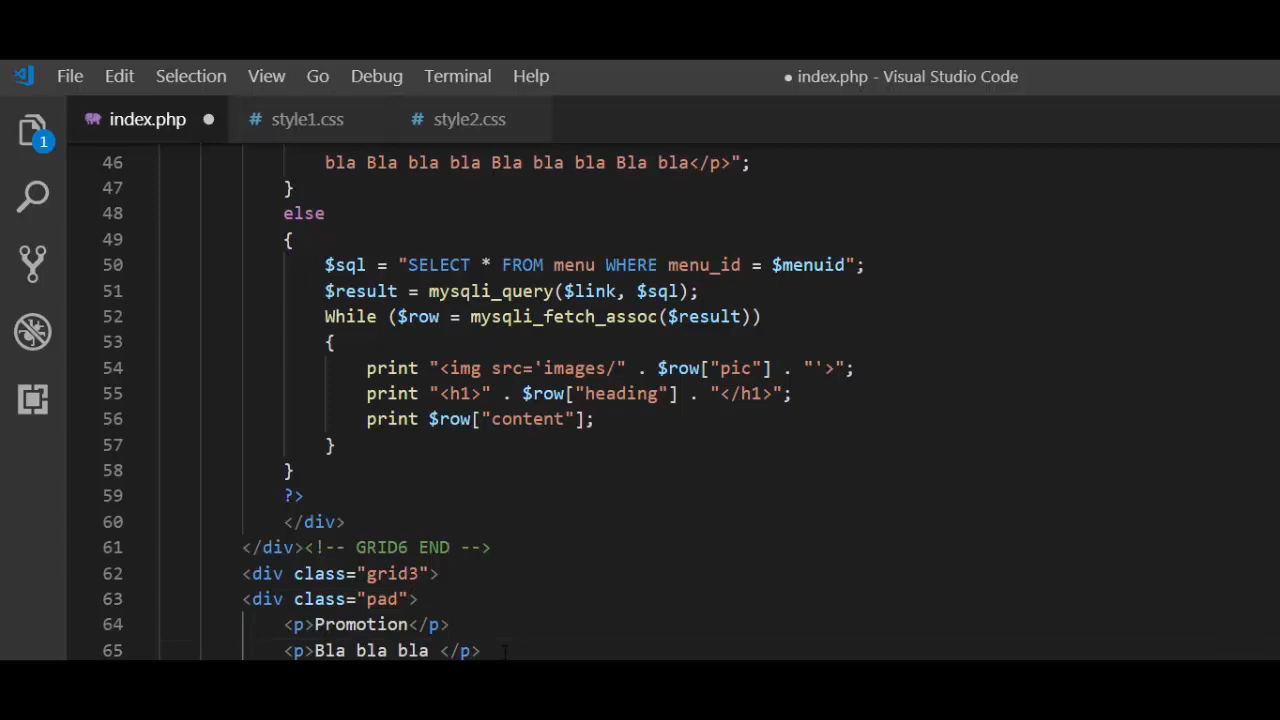 File Edit Selection View Go Debug Terminal Help ● index.php - Visual Studio Code
index.php ● # style1.css # style2.css
1
46 bla Bla bla bla Bla bla bla Bla bla</p>";
47 }
48 else
49 {
50 $sql = "SELECT * FROM menu WHERE menu_id = $menuid";
51 $result = mysqli_query($link, $sql);
52 While ($row = mysqli_fetch_assoc($result))
53 {
54 print "<img src='images/" . $row["pic"] . "'>";
55 print "<h1>" . $row["heading"] . "</h1>";
56 print $row["content"];
57 }
58 }
59 ?>
60 </div>
61 </div><!-- GRID6 END -->
62 <div class="grid3">
63 <div class="pad">
64 <p>Promotion</p>
65 <p>Bla bla bla </p>